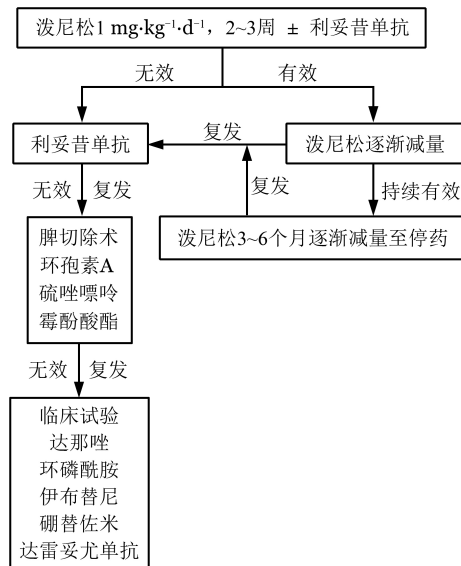 泼尼松1 mg·kg⁻¹·d⁻¹, 2~3周 ± 利妥昔单抗
无效
有效
利妥昔单抗
复发
泼尼松逐渐减量
无效
复发
复发
持续有效
泼尼松3~6个月逐渐减量至停药
脾切除术
环孢素A
硫唑嘌呤
霉酚酸酯
无效
复发
临床试验
达那唑
环磷酰胺
伊布替尼
硼替佐米
达雷妥尤单抗